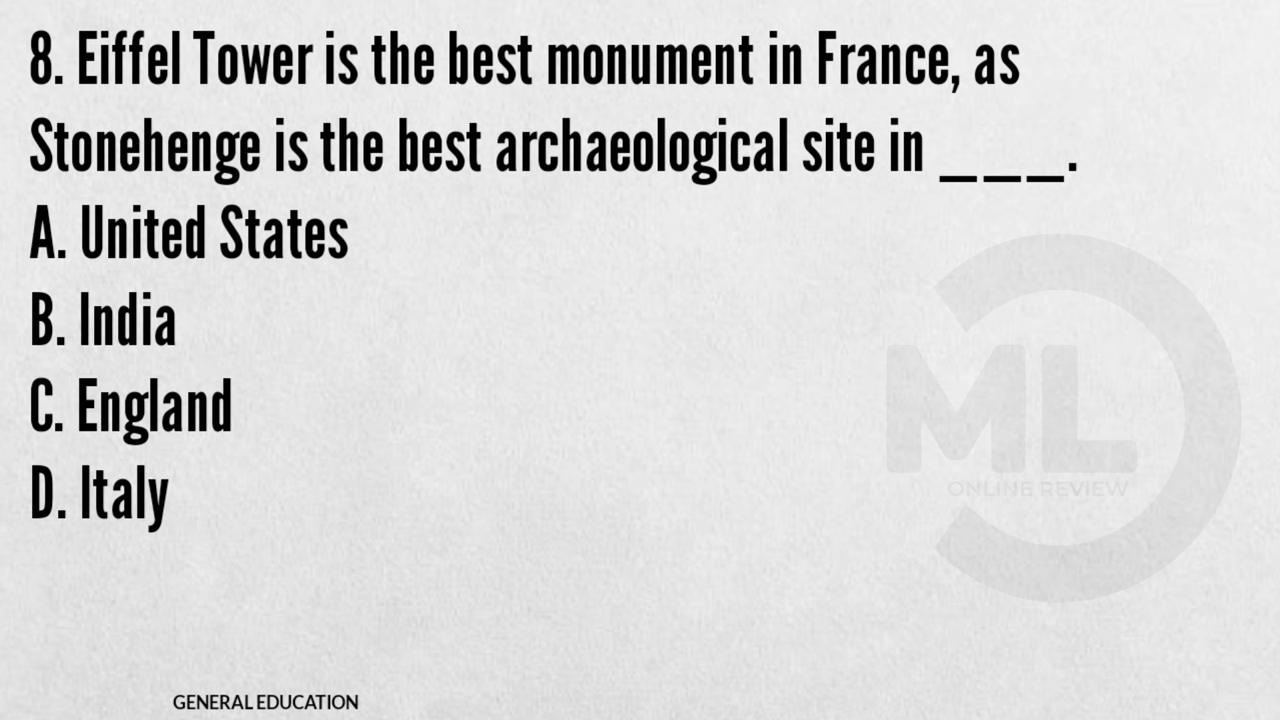 8. Eiffel Tower is the best monument in France, as
Stonehenge is the best archaeological site in ___.
A. United States
B. India
C. England
D. Italy
ML
ONLINE REVIEW
GENERAL EDUCATION